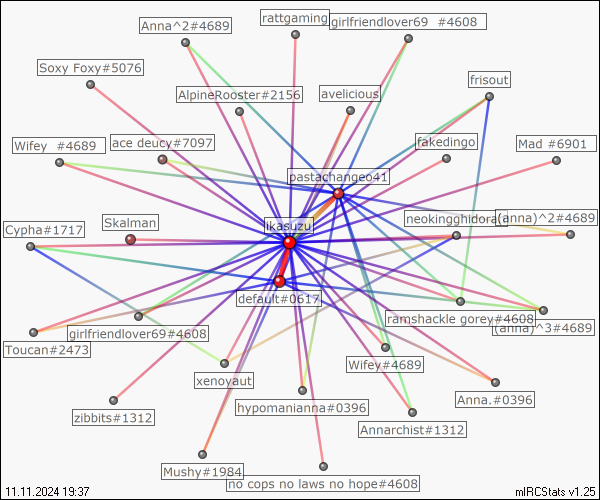 rattgaming
girlfriendlover69 #4608
Anna^2#4689
Soxy Foxy#5076
frisout
AlpineRooster#2156
avelicious
ace deucy#7097
fakedingo
Wifey #4689
Mad #6901
pastachangeo41
Skalman
ikasuzu
neokingghidora
(anna)^2#4689
Cypha#1717
default#0617
ramshackle gorey#4608
(anna)^3#4689
girlfriendlover69#4608
Toucan#2473
Wifey#4689
xenoyaut
Anna.#0396
hypomanianna#0396
zibbits#1312
Annarchist#1312
Mushy#1984
no cops no laws no hope#4608
11.11.2024 19:37
mIRCStats v1.25